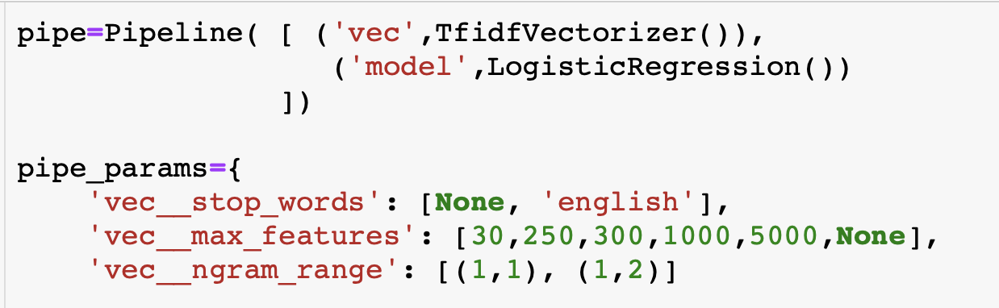 pipe=Pipeline( [ ('vec',TfidfVectorizer()),
                 ('model',LogisticRegression())
               ])
pipe_params={
    'vec__stop_words': [None, 'english'],
    'vec__max_features': [30,250,300,1000,5000,None],
    'vec__ngram_range': [(1,1), (1,2)]